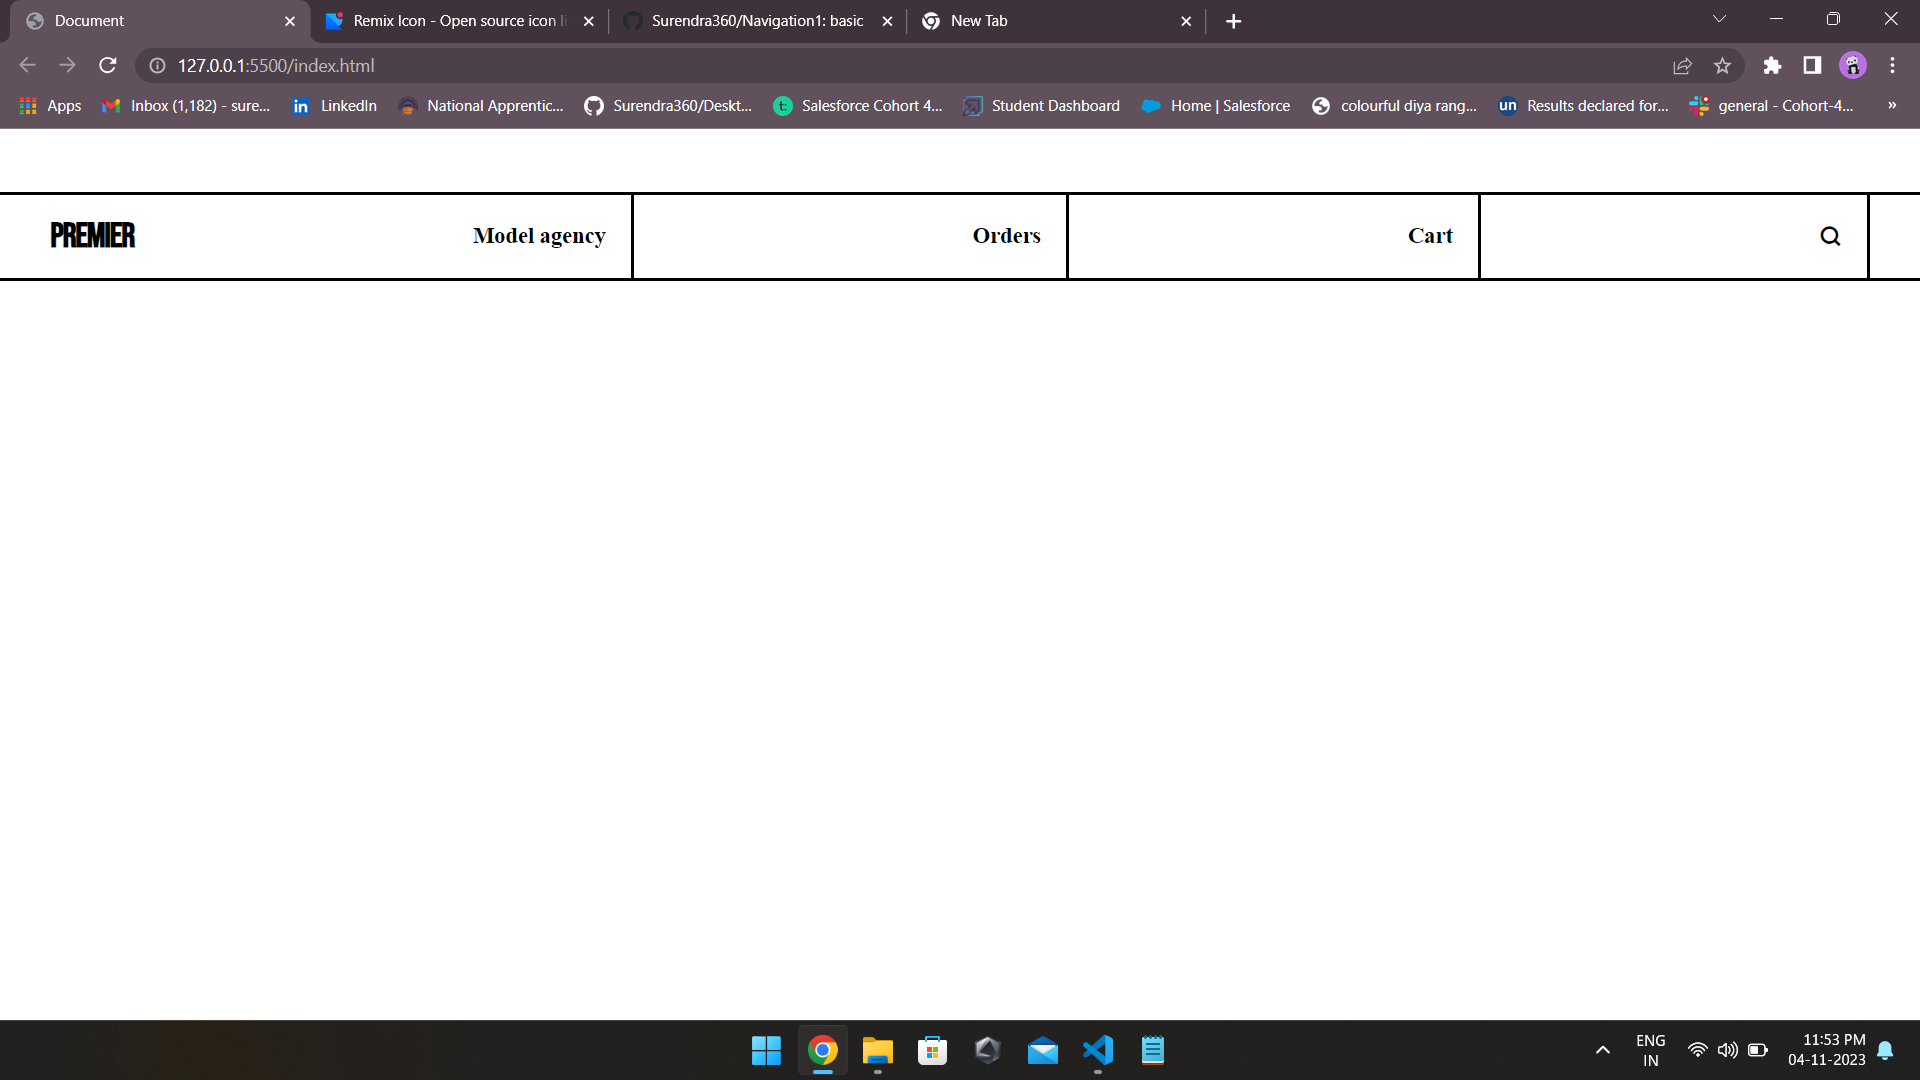 Document
Remix Icon - Open source icon li
Surendra360/Navigation1: basic
New Tab
127.0.0.1:5500/index.html
Apps
Inbox (1,182) - sure...
LinkedIn
National Apprentic...
Surendra360/Deskt...
Salesforce Cohort 4...
Student Dashboard
Home | Salesforce
colourful diya rang...
Results declared for...
general - Cohort-4...
»
PREMIER
Model agency
Orders
Cart
ENG
IN
11:53 PM
04-11-2023